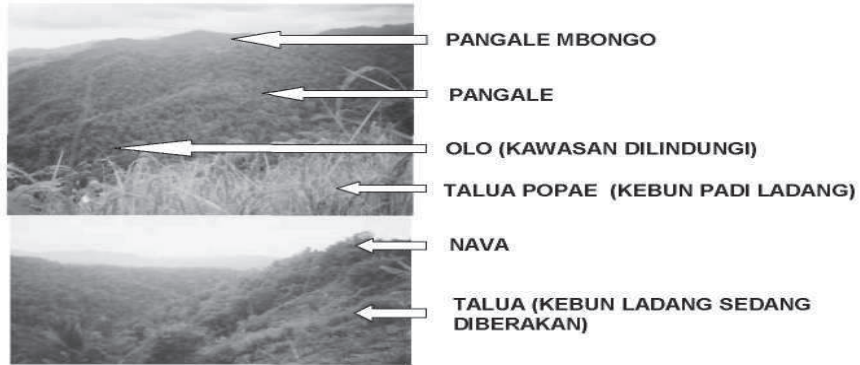 PANGALE MBONGO
PANGALE
OLO (KAWASAN DILINDUNGI)
TALUA POPAE (KEBUN PADI LADANG)
NAVA
TALUA (KEBUN LADANG SEDANG
DIBERAKAN)